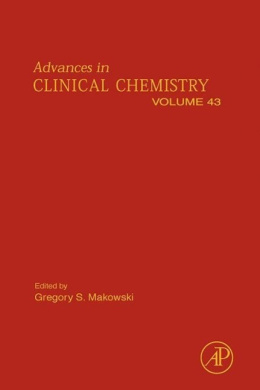 Advances in
CLINICAL CHEMISTRY
VOLUME 43
Edited by
Gregory S. Makowski
AP